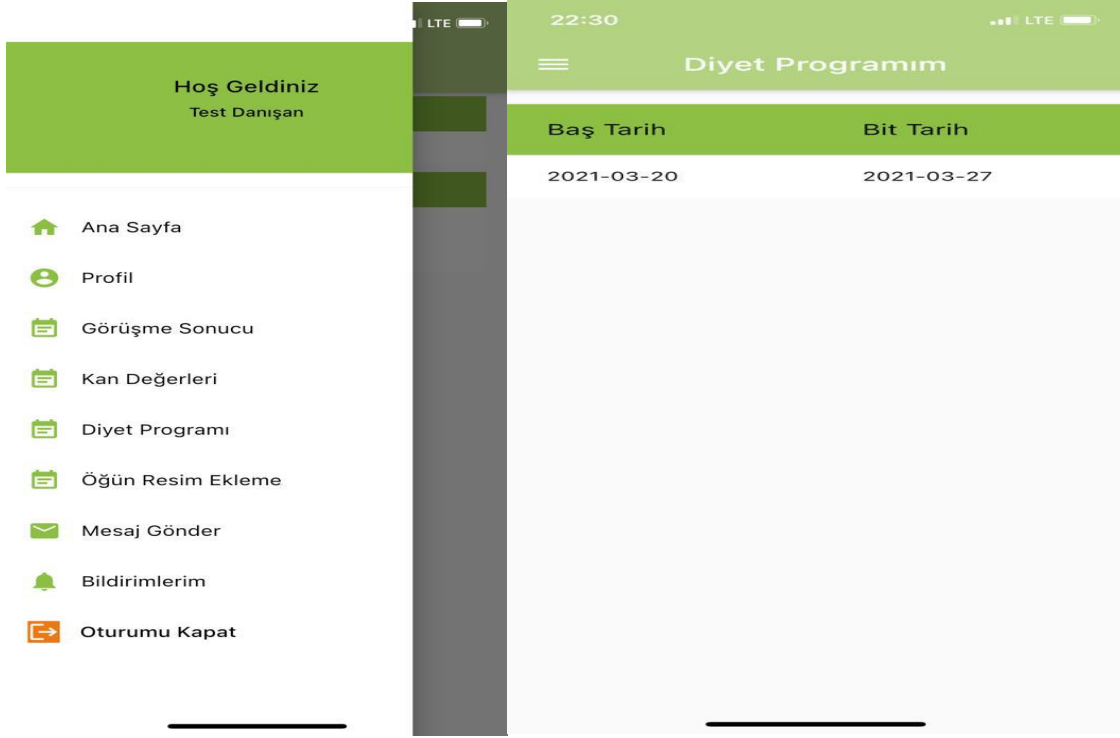 LTE
Hoş Geldiniz
Test Danışan
Ana Sayfa
Profil
Görüşme Sonucu
Kan Değerleri
Diyet Programı
Öğün Resim Ekleme
Mesaj Gönder
Bildirimlerim
Oturumu Kapat
22:30 LTE
Diyet Programım
Baş Tarih Bit Tarih
2021-03-20 2021-03-27